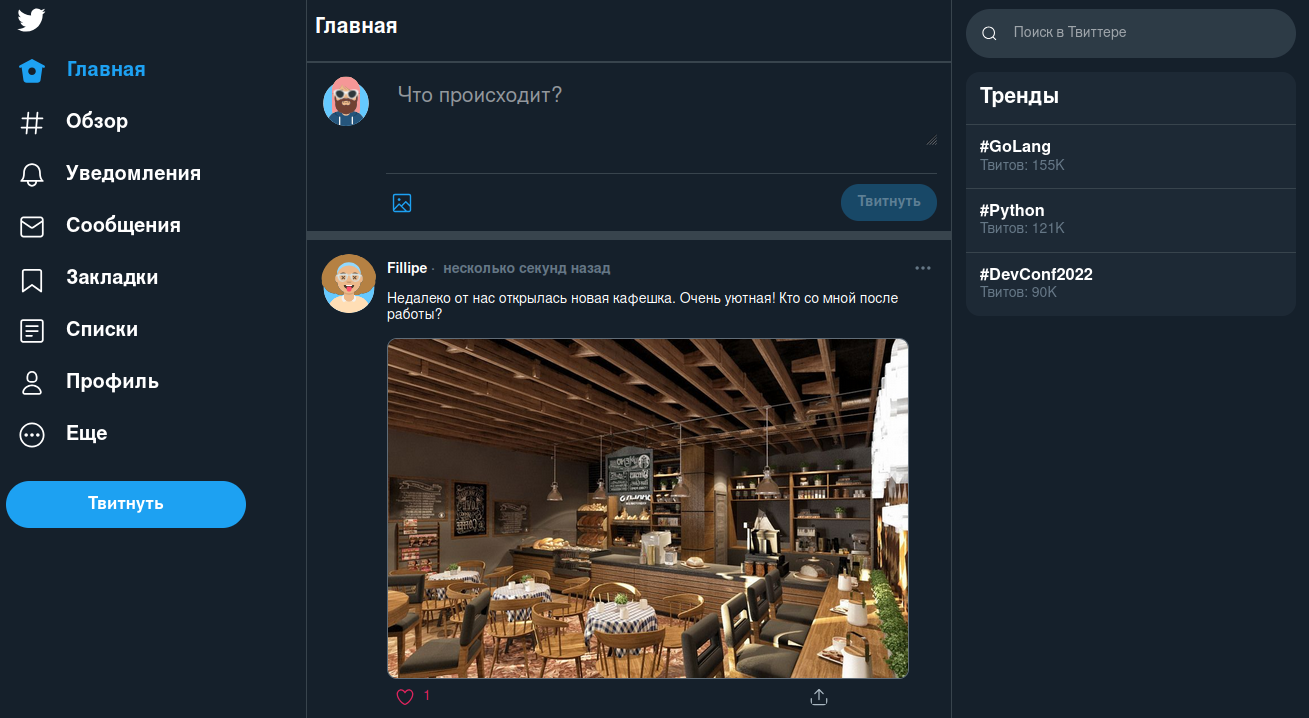 Главная
Обзор
Уведомления
Сообщения
Закладки
Списки
Профиль
Еще
Твитнуть
Главная
Что происходит?
Твитнуть
Fillipe · несколько секунд назад
Недалеко от нас открылась новая кафешка. Очень уютная! Кто со мной после
работы?
1
Поиск в Твиттере
Тренды
#GoLang
Твитов: 155K
#Python
Твитов: 121K
#DevConf2022
Твитов: 90K